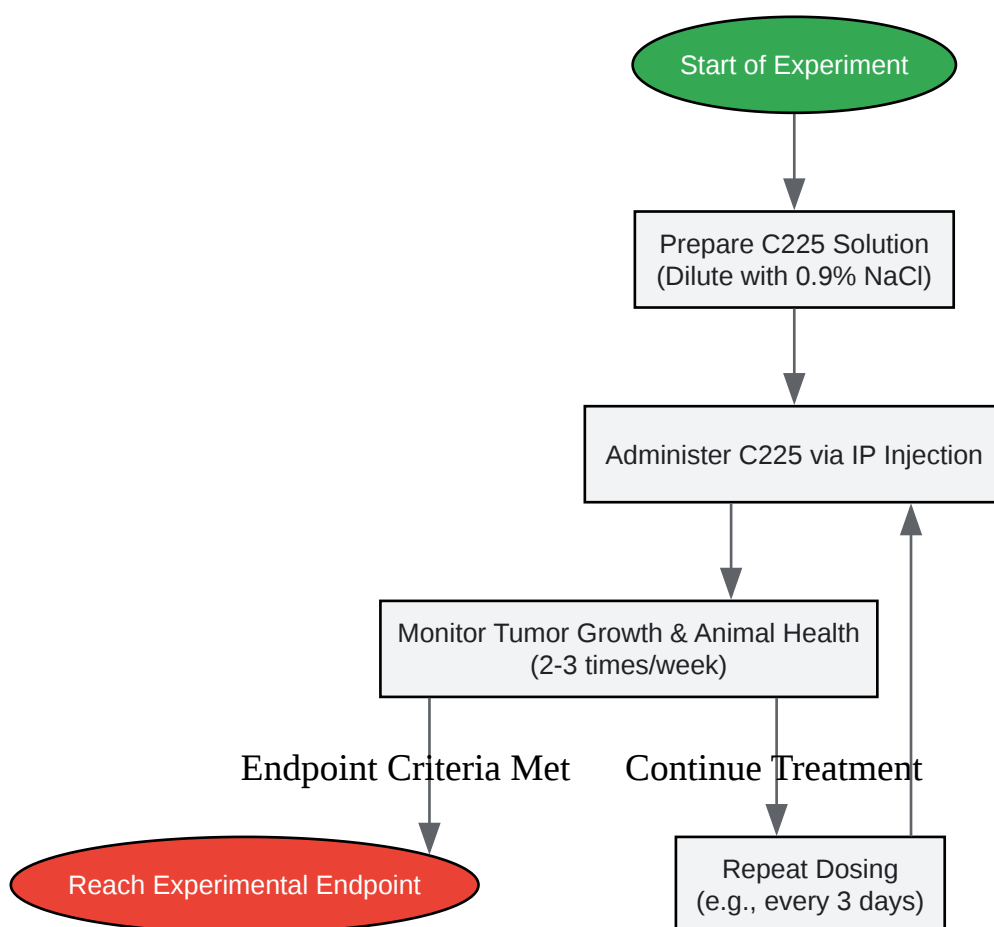 Start of Experiment
Prepare C225 Solution
(Dilute with 0.9% NaCl)
Administer C225 via IP Injection
Monitor Tumor Growth & Animal Health
(2-3 times/week)
Endpoint Criteria Met
Continue Treatment
Reach Experimental Endpoint
Repeat Dosing
(e.g., every 3 days)